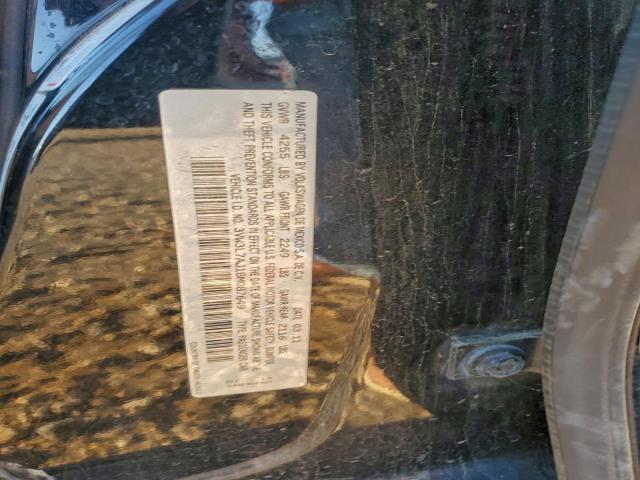 MANUFACTURED BY VOLKSWAGEN DE MEXICO S.A. DE C.V. DATE 03.11
GVWR 4255 LBS GAWR FRONT 2249 LBS GAWR REAR 2116 LBS
THIS VEHICLE CONFORMS TO ALL APPLICABLE U.S. FEDERAL MOTOR VEHICLE SAFETY, BUMPER
AND THEFT PREVENTION STANDARDS IN EFFECT ON THE DATE OF MANUFACTURE SHOWN ABOVE.
VEHICLE ID. NO. TYPE: PASSENGER CAR